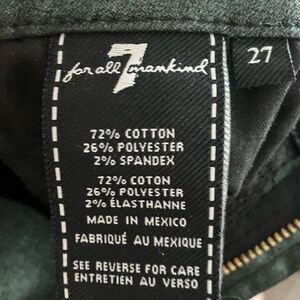 7
for all mankind
27
72% COTTON
26% POLYESTER
2% SPANDEX
72% COTON
26% POLYESTER
2% ÉLASTHANNE
MADE IN MEXICO
FABRIQUÉ AU MEXIQUE
SEE REVERSE FOR CARE
ENTRETIEN AU VERSO